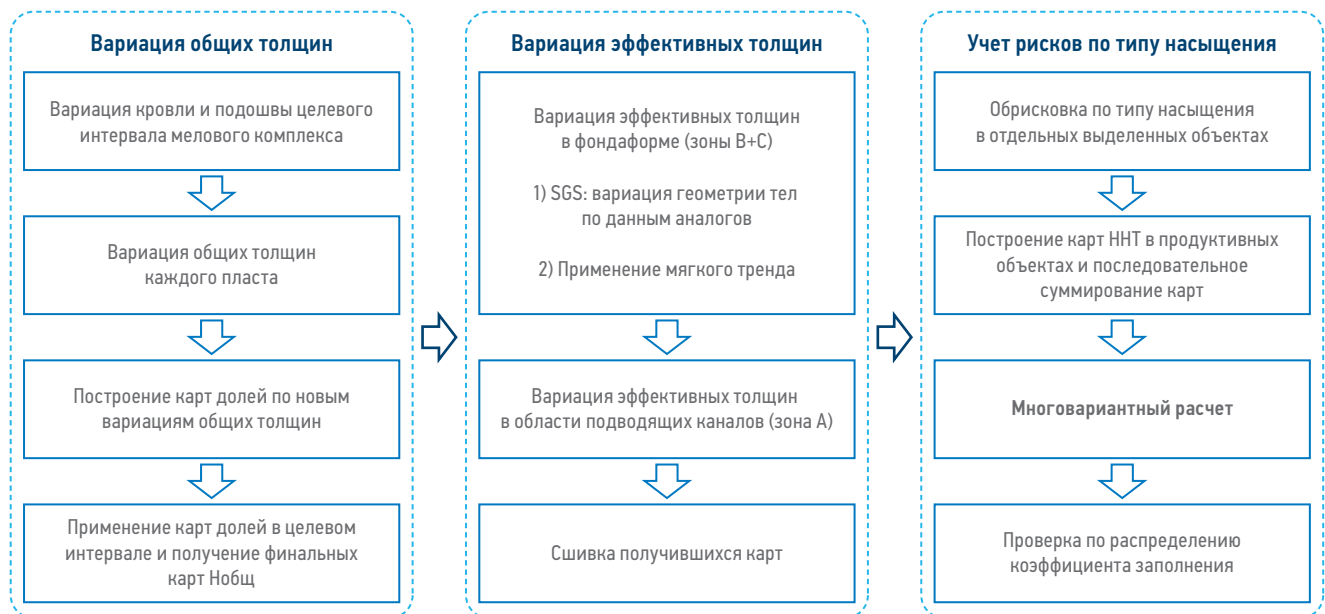 Вариация общих толщин
Вариация кровли и подошвы целевого
интервала мелового комплекса
Вариация общих толщин
каждого пласта
Построение карт долей по новым
вариациям общих толщин
Применение карт долей в целевом
интервале и получение финальных
карт Hобщ
Вариация эффективных толщин
Вариация эффективных толщин
в фондаформе (зоны В+С)
1) SGS: вариация геометрии тел
по данным аналогов
2) Применение мягкого тренда
Вариация эффективных толщин
в области подводящих каналов (зона А)
Сшивка получившихся карт
Учет рисков по типу насыщения
Обрисковка по типу насыщения
в отдельных выделенных объектах
Построение карт ННТ в продуктивных
объектах и последовательное
суммирование карт
Многовариантный расчет
Проверка по распределению
коэффициента заполнения